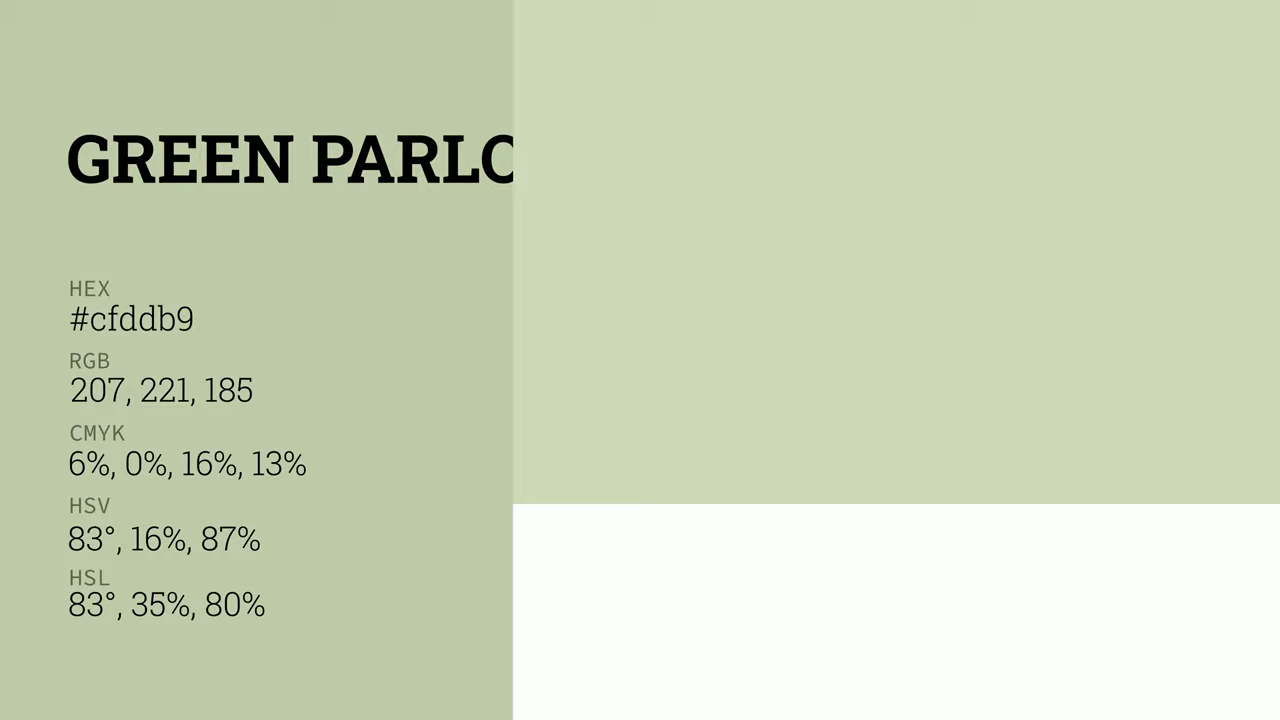 GREEN PARLO
HEX
#cfddb9
RGB
207, 221, 185
CMYK
6%, 0%, 16%, 13%
HSV
83°, 16%, 87%
HSL
83°, 35%, 80%